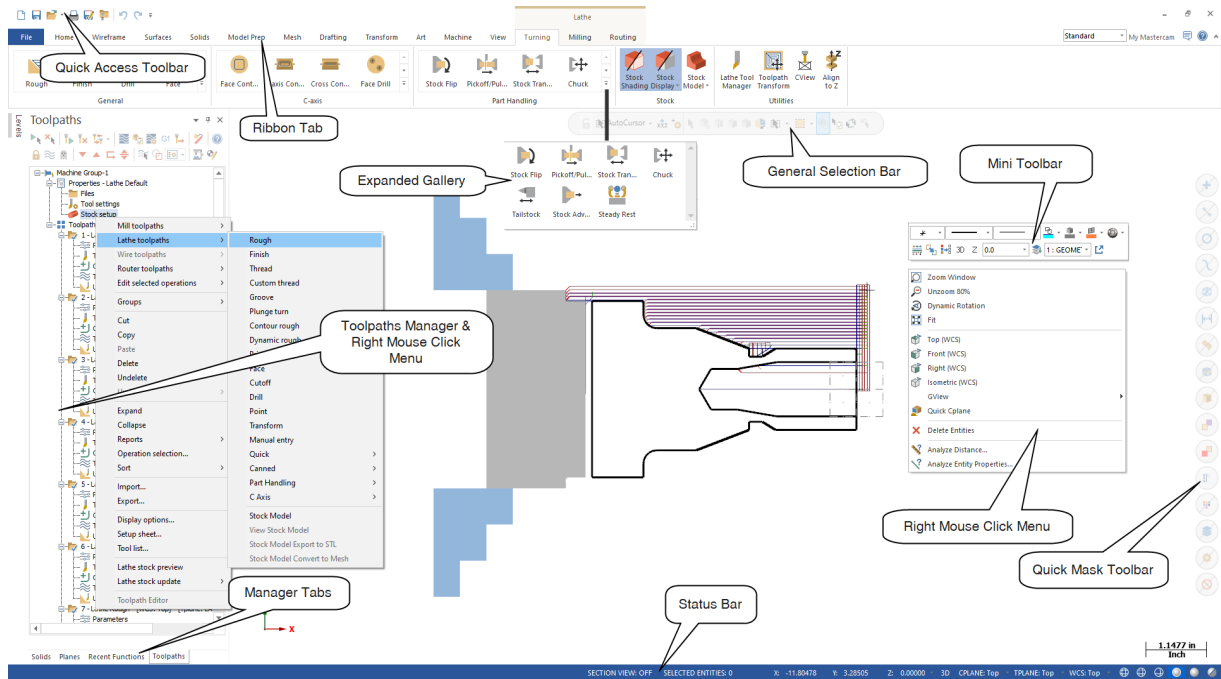 Lathe
File Home Wireframe Surfaces Solids Model Prep Mesh Drafting Transform Art Machine View Turning Milling Routing
Standard My Mastercam
Quick Access Toolbar
Rough Finish Drill Face
General
Face Cont... Cross Con... Face Drill
C-axis
Stock Flip Pickoff/Pul... Stock Tran... Chuck
Part Handling
Stock Shading Stock Display Stock Model
Stock
Lathe Tool Manager Toolpath Transform CView Align to Z
Utilities
Ribbon Tab
Levels
Toolpaths
AutoCursor
General Selection Bar
Mini Toolbar
Expanded Gallery
Stock Flip Pickoff/Pul... Stock Tran... Chuck
Tailstock Stock Adv... Steady Rest
Machine Group-1
Properties - Lathe Default
Files
Tool settings
Stock setup
Mill toolpaths
Lathe toolpaths
Wire toolpaths
Router toolpaths
Edit selected operations
Groups
Cut
Copy
Paste
Delete
Undelete
Expand
Collapse
Reports
Operation selection...
Sort
Import...
Export...
Display options...
Setup sheet...
Tool list...
Lathe stock preview
Lathe stock update
Toolpath Editor
Parameters
Rough
Finish
Thread
Custom thread
Groove
Plunge turn
Contour rough
Dynamic rough
Face
Cutoff
Drill
Point
Transform
Manual entry
Quick
Canned
Part Handling
C Axis
Stock Model
View Stock Model
Stock Model Export to STL
Stock Model Convert to Mesh
Toolpaths Manager &
Right Mouse Click
Menu
3D Z 0.0 1 : GEOME
Zoom Window
Unzoom 80%
Dynamic Rotation
Fit
Top (WCS)
Front (WCS)
Right (WCS)
Isometric (WCS)
GView
Quick Cplane
Delete Entities
Analyze Distance...
Analyze Entity Properties...
Right Mouse Click Menu
Quick Mask Toolbar
Manager Tabs
Status Bar
X
1.1477 in
Inch
Solids Planes Recent Functions Toolpaths
SECTION VIEW: OFF SELECTED ENTITIES: 0 X: -11.80478 Y: 3.28505 Z: 0.00000 3D CPLANE: Top TPLANE: Top WCS: Top